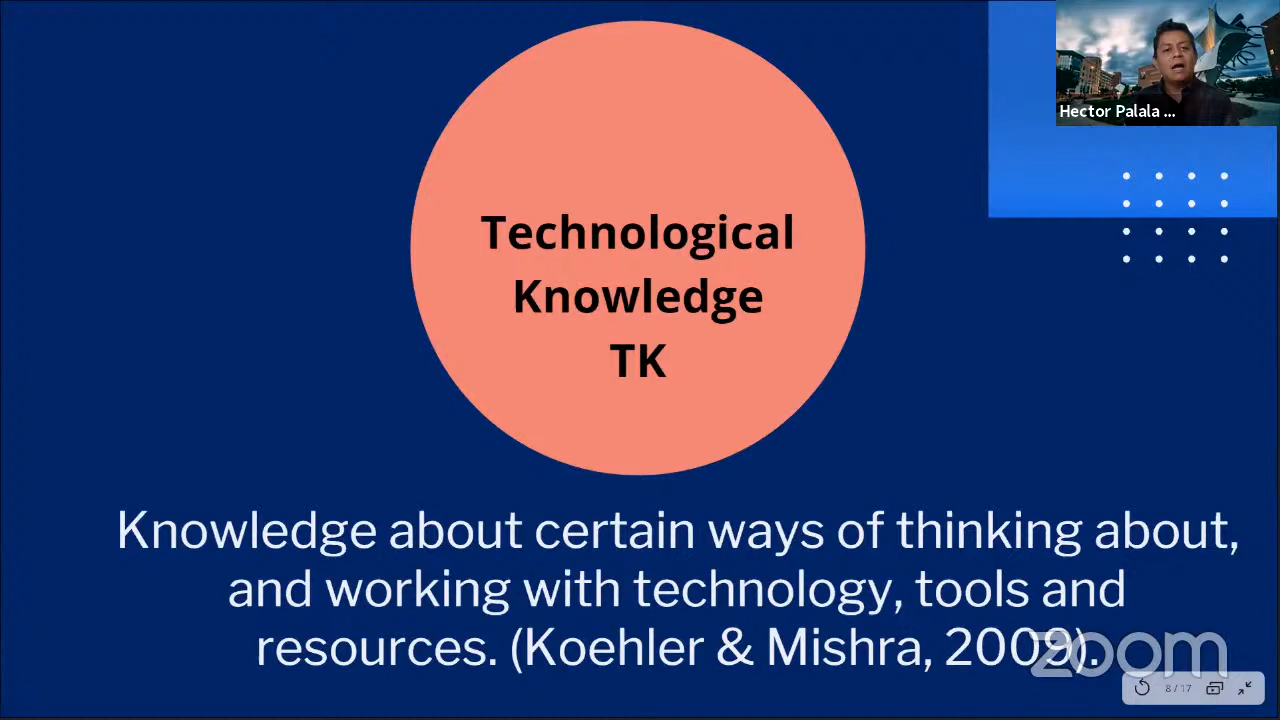 Hector Palala ...
Technological
Knowledge
TK
Knowledge about certain ways of thinking about,
and working with technology, tools and
resources. (Koehler & Mishra, 2009).
zoom
8/17